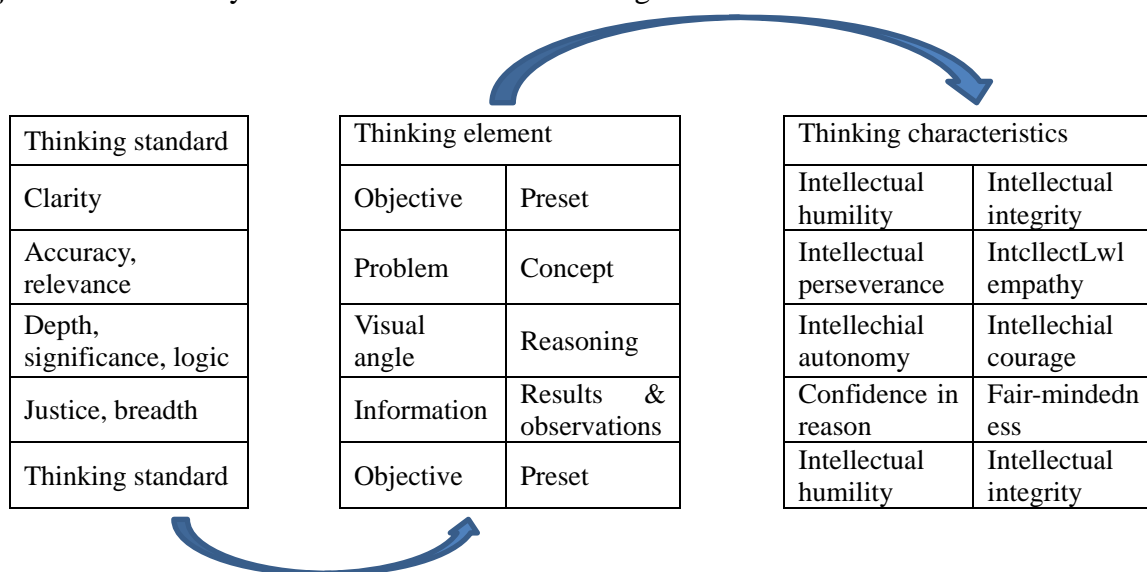 Thinking standard
Clarity
Accuracy,
relevance
Depth,
significance, logic
Justice, breadth
Thinking standard
Thinking element
Objective
Preset
Problem
Concept
Visual
angle
Reasoning
Information
Results &
observations
Objective
Preset
Thinking characteristics
Intellectual
humility
Intellectual
integrity
Intellectual
perseverance
IntcllectLwl
empathy
Intellechial
autonomy
Intellechial
courage
Confidence in
reason
Fair-mindedn
ess
Intellectual
humility
Intellectual
integrity